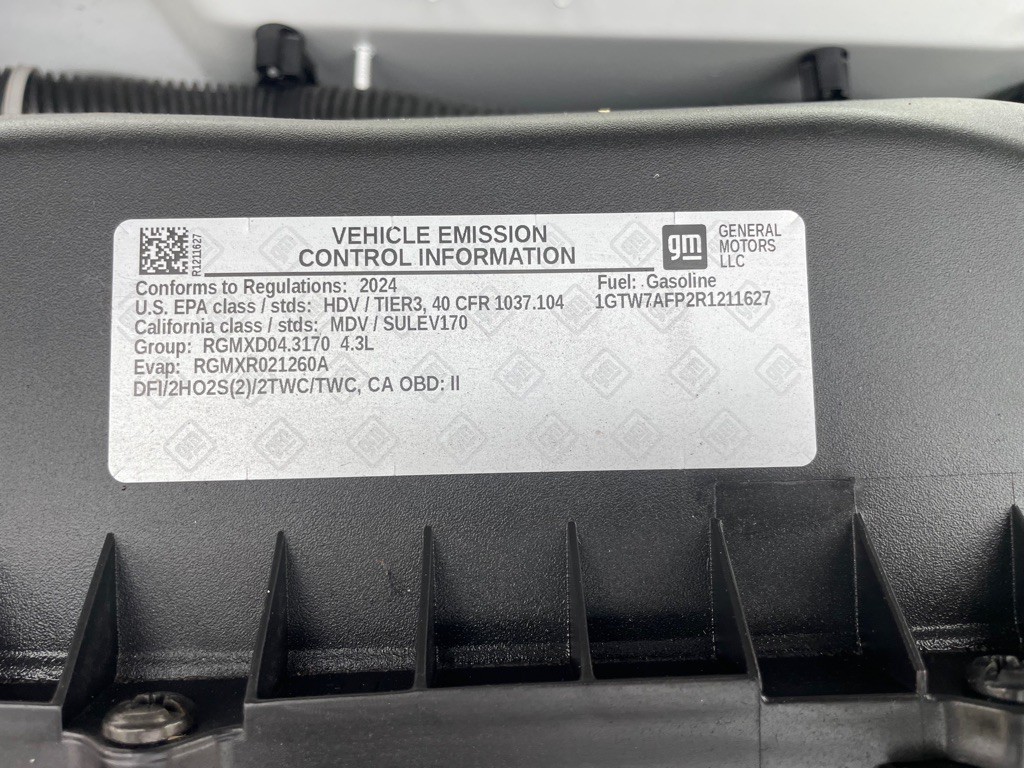 R1211627
VEHICLE EMISSION
CONTROL INFORMATION
gm
GENERAL
MOTORS
LLC
Conforms to Regulations: 2024
Fuel: Gasoline
U.S. EPA class / stds: HDV / TIER3, 40 CFR 1037.104
1GTW7AFP2R1211627
California class / stds: MDV / SULEV170
Group: RGMXD04.3170 4.3L
Evap: RGMXR021260A
DFI/2HO2S(2)/2TWC/TWC, CA OBD: II